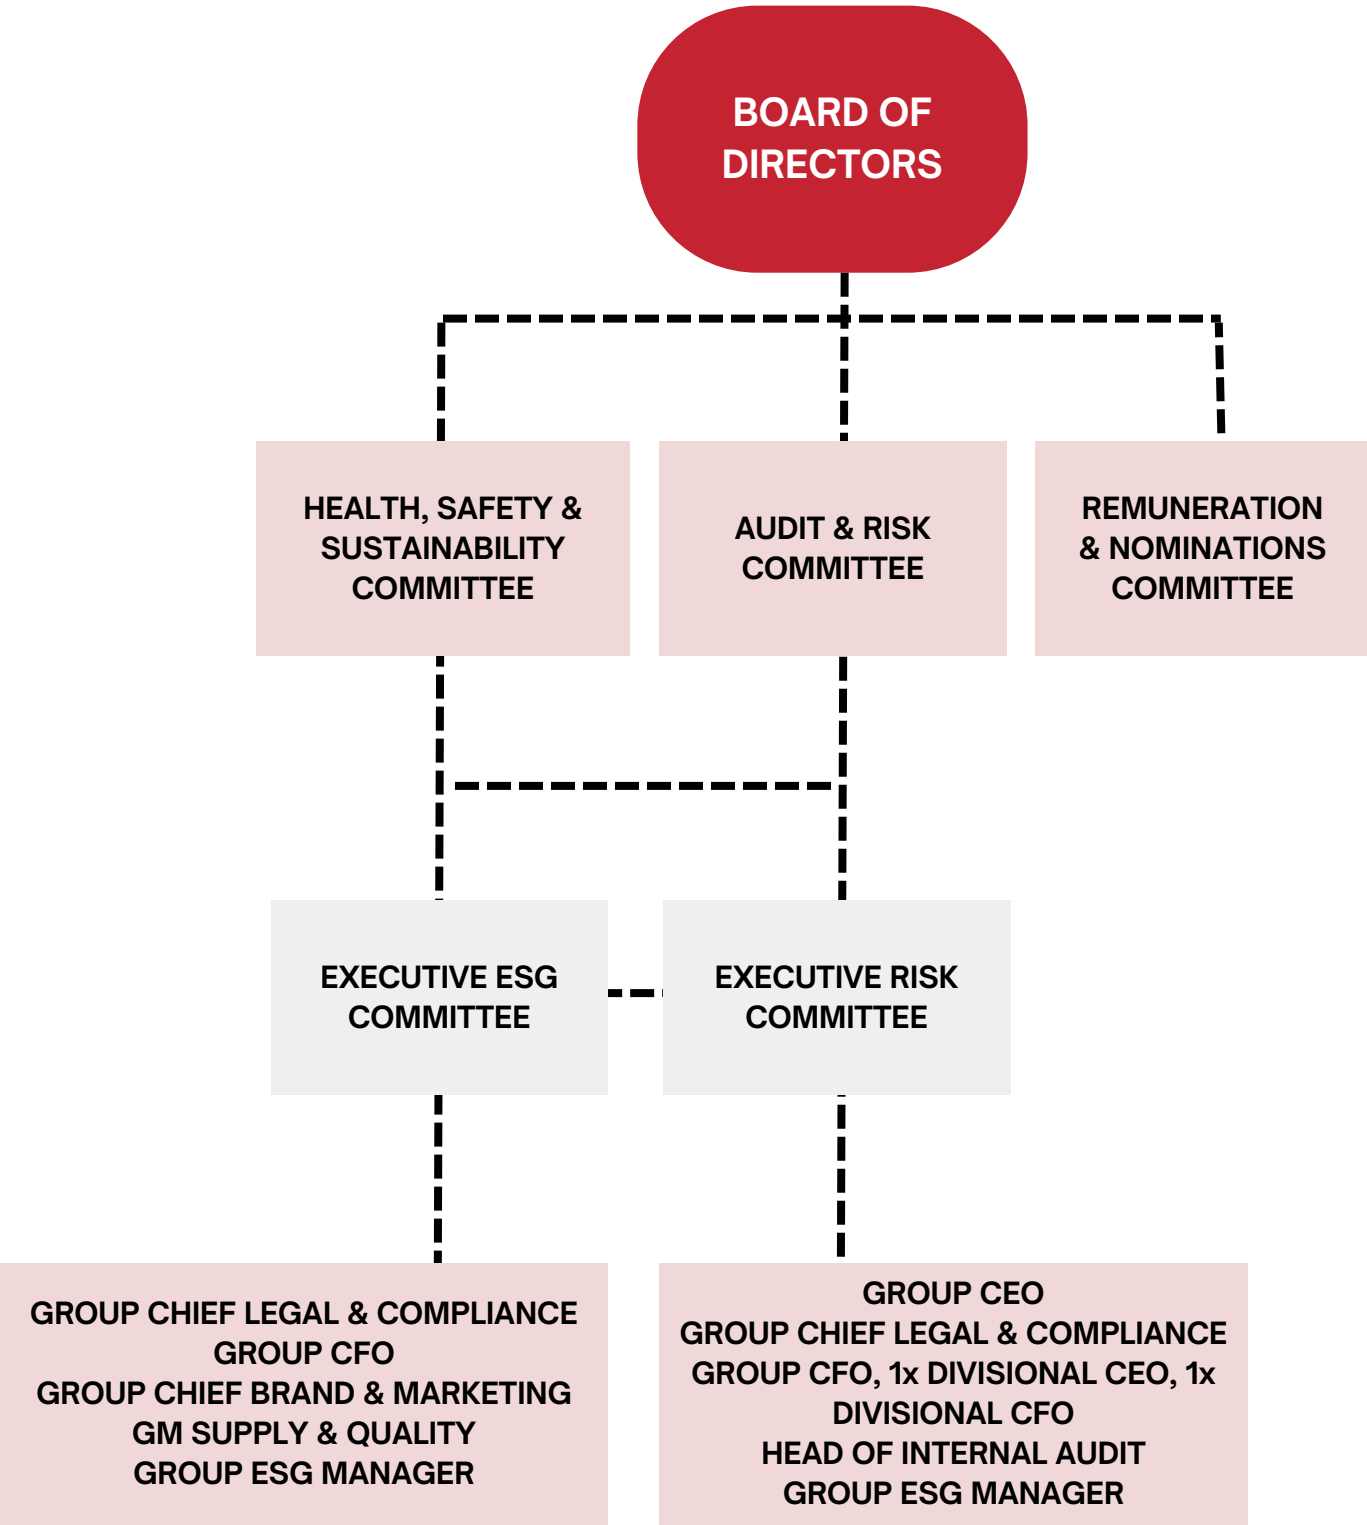 BOARD OF
DIRECTORS
HEALTH, SAFETY &
SUSTAINABILITY
COMMITTEE
AUDIT & RISK
COMMITTEE
REMUNERATION
& NOMINATIONS
COMMITTEE
EXECUTIVE ESG
COMMITTEE
EXECUTIVE RISK
COMMITTEE
GROUP CHIEF LEGAL & COMPLIANCE
GROUP CFO
GROUP CHIEF BRAND & MARKETING
GM SUPPLY & QUALITY
GROUP ESG MANAGER
GROUP CEO
GROUP CHIEF LEGAL & COMPLIANCE
GROUP CFO, 1x DIVISIONAL CEO, 1x
DIVISIONAL CFO
HEAD OF INTERNAL AUDIT
GROUP ESG MANAGER